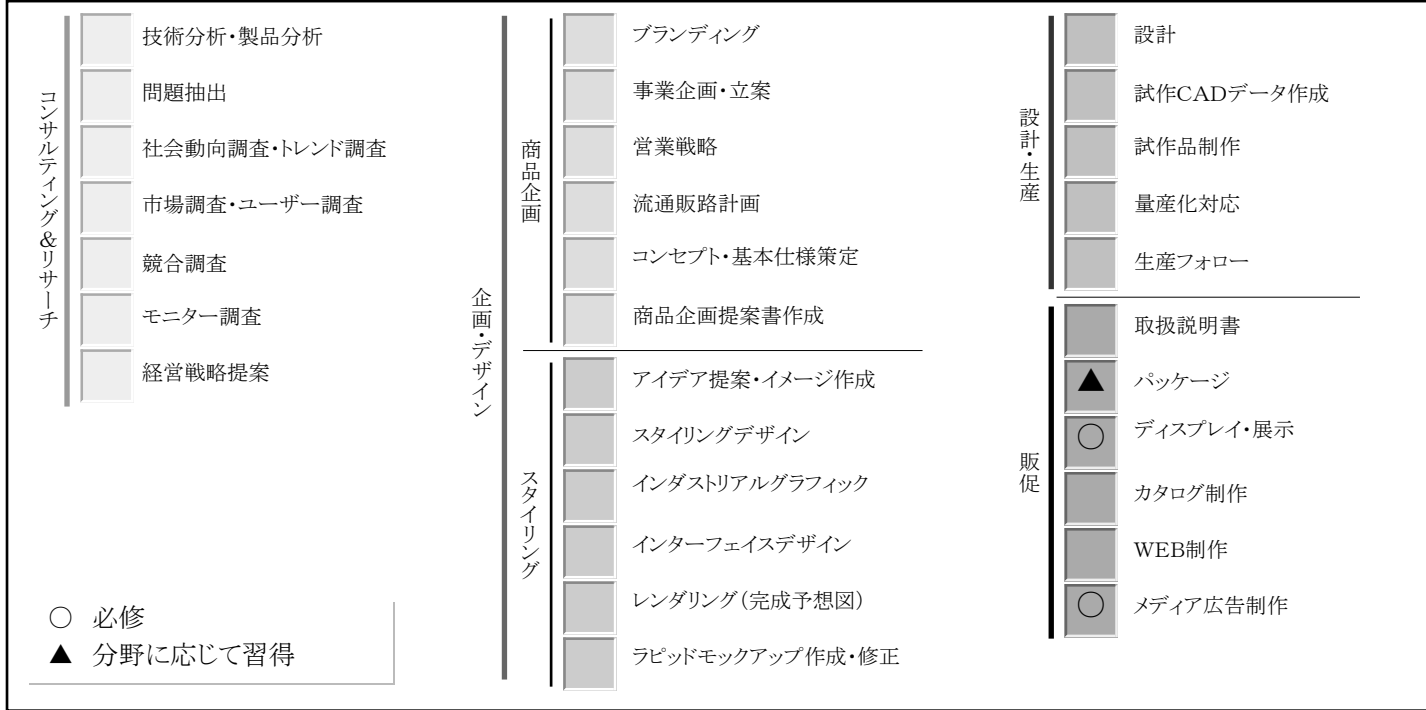 コンサルティング&リサーチ
技術分析・製品分析
問題抽出
社会動向調査・トレンド調査
市場調査・ユーザー調査
競合調査
モニター調査
経営戦略提案
企画・デザイン
商品企画
ブランディング
事業企画・立案
営業戦略
流通販路計画
コンセプト・基本仕様策定
商品企画提案書作成
スタイリング
アイデア提案・イメージ作成
スタイリングデザイン
インダストリアルグラフィック
インターフェイスデザイン
レンダリング(完成予想図)
ラピッドモックアップ作成・修正
設計・生産
設計
試作CADデータ作成
試作品制作
量産化対応
生産フォロー
販促
取扱説明書
▲ パッケージ
○ ディスプレイ・展示
カタログ制作
WEB制作
○ メディア広告制作
○ 必修
▲ 分野に応じて習得